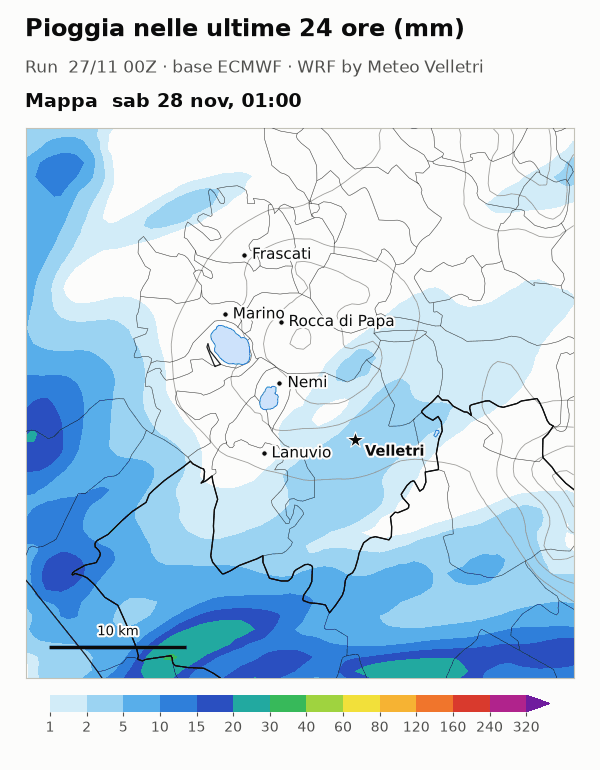 Pioggia nelle ultime 24 ore (mm)
Run  27/11 00Z · base ECMWF · WRF by Meteo Velletri
Mappa  sab 28 nov, 01:00
Frascati
Marino
Rocca di Papa
Nemi
Velletri
Lanuvio
10 km
1 2 5 10 15 20 30 40 60 80 120 160 240 320